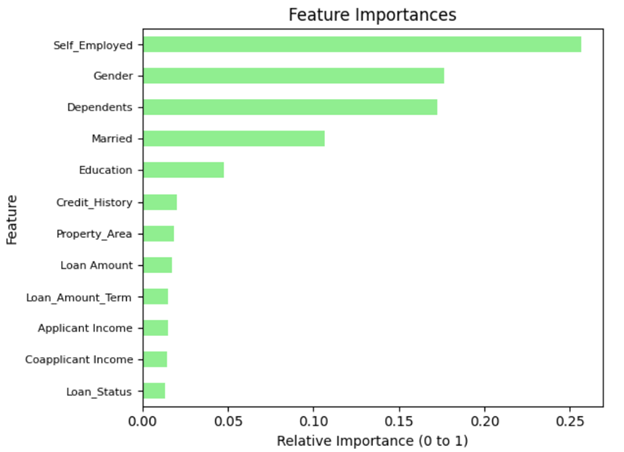 Feature Importances
Self_Employed
Gender
Dependents
Married
Education
Credit_History
Property_Area
Loan Amount
Loan_Amount_Term
Applicant Income
Coapplicant Income
Loan_Status
Feature
0.00 0.05 0.10 0.15 0.20 0.25
Relative Importance (0 to 1)